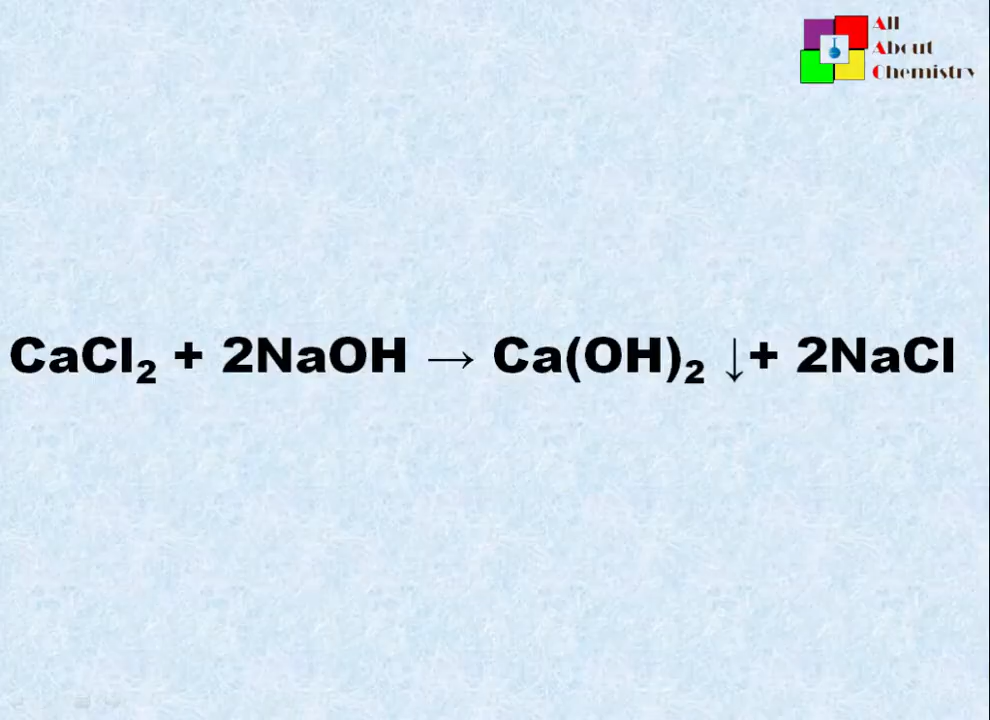 All
About
Chemistry
CaCl₂ + 2NaOH → Ca(OH)₂ ↓+ 2NaCl